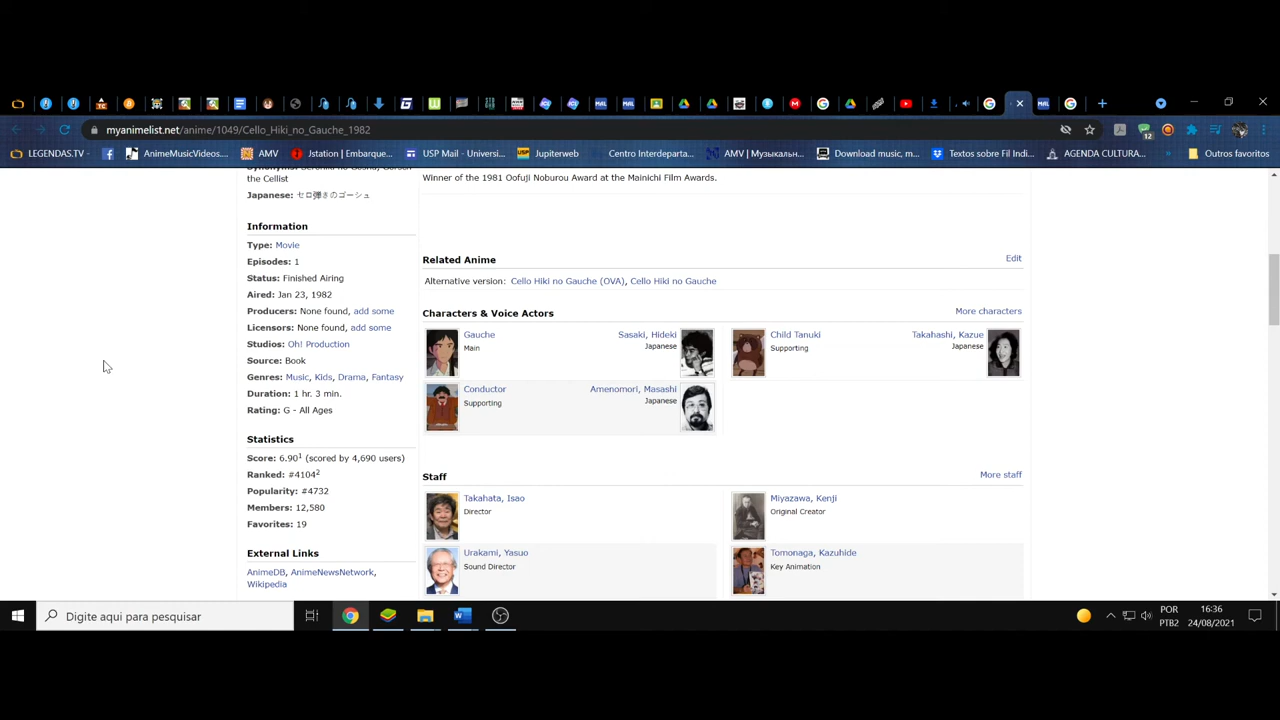 myanimelist.net/anime/1049/Cello_Hiki_no_Gauche_1982
LEGENDAS.TV -
AnimeMusicVideos...
AMV
Jstation | Embarque...
USP Mail - Universi...
Jupiterweb
Centro Interdeparta...
AMV | Музыкальн...
Download music, m...
Textos sobre Fil Indi...
AGENDA CULTURA...
»
Outros favoritos
the Cellist
Japanese: セロ弾きのゴーシュ
Information
Type: Movie
Episodes: 1
Status: Finished Airing
Aired: Jan 23, 1982
Producers: None found, add some
Licensors: None found, add some
Studios: Oh! Production
Source: Book
Genres: Music, Kids, Drama, Fantasy
Duration: 1 hr. 3 min.
Rating: G - All Ages
Statistics
Score: 6.90¹ (scored by 4,690 users)
Ranked: #4104²
Popularity: #4732
Members: 12,580
Favorites: 19
External Links
AnimeDB, AnimeNewsNetwork,
Wikipedia
Winner of the 1981 Oofuji Noburou Award at the Mainichi Film Awards.
Related Anime
Edit
Alternative version: Cello Hiki no Gauche (OVA), Cello Hiki no Gauche
Characters & Voice Actors
More characters
Gauche
Main
Sasaki, Hideki
Japanese
Child Tanuki
Supporting
Takahashi, Kazue
Japanese
Conductor
Supporting
Amenomori, Masashi
Japanese
Staff
More staff
Takahata, Isao
Director
Miyazawa, Kenji
Original Creator
Urakami, Yasuo
Sound Director
Tomonaga, Kazuhide
Key Animation
Digite aqui para pesquisar
POR
PTB2
16:36
24/08/2021